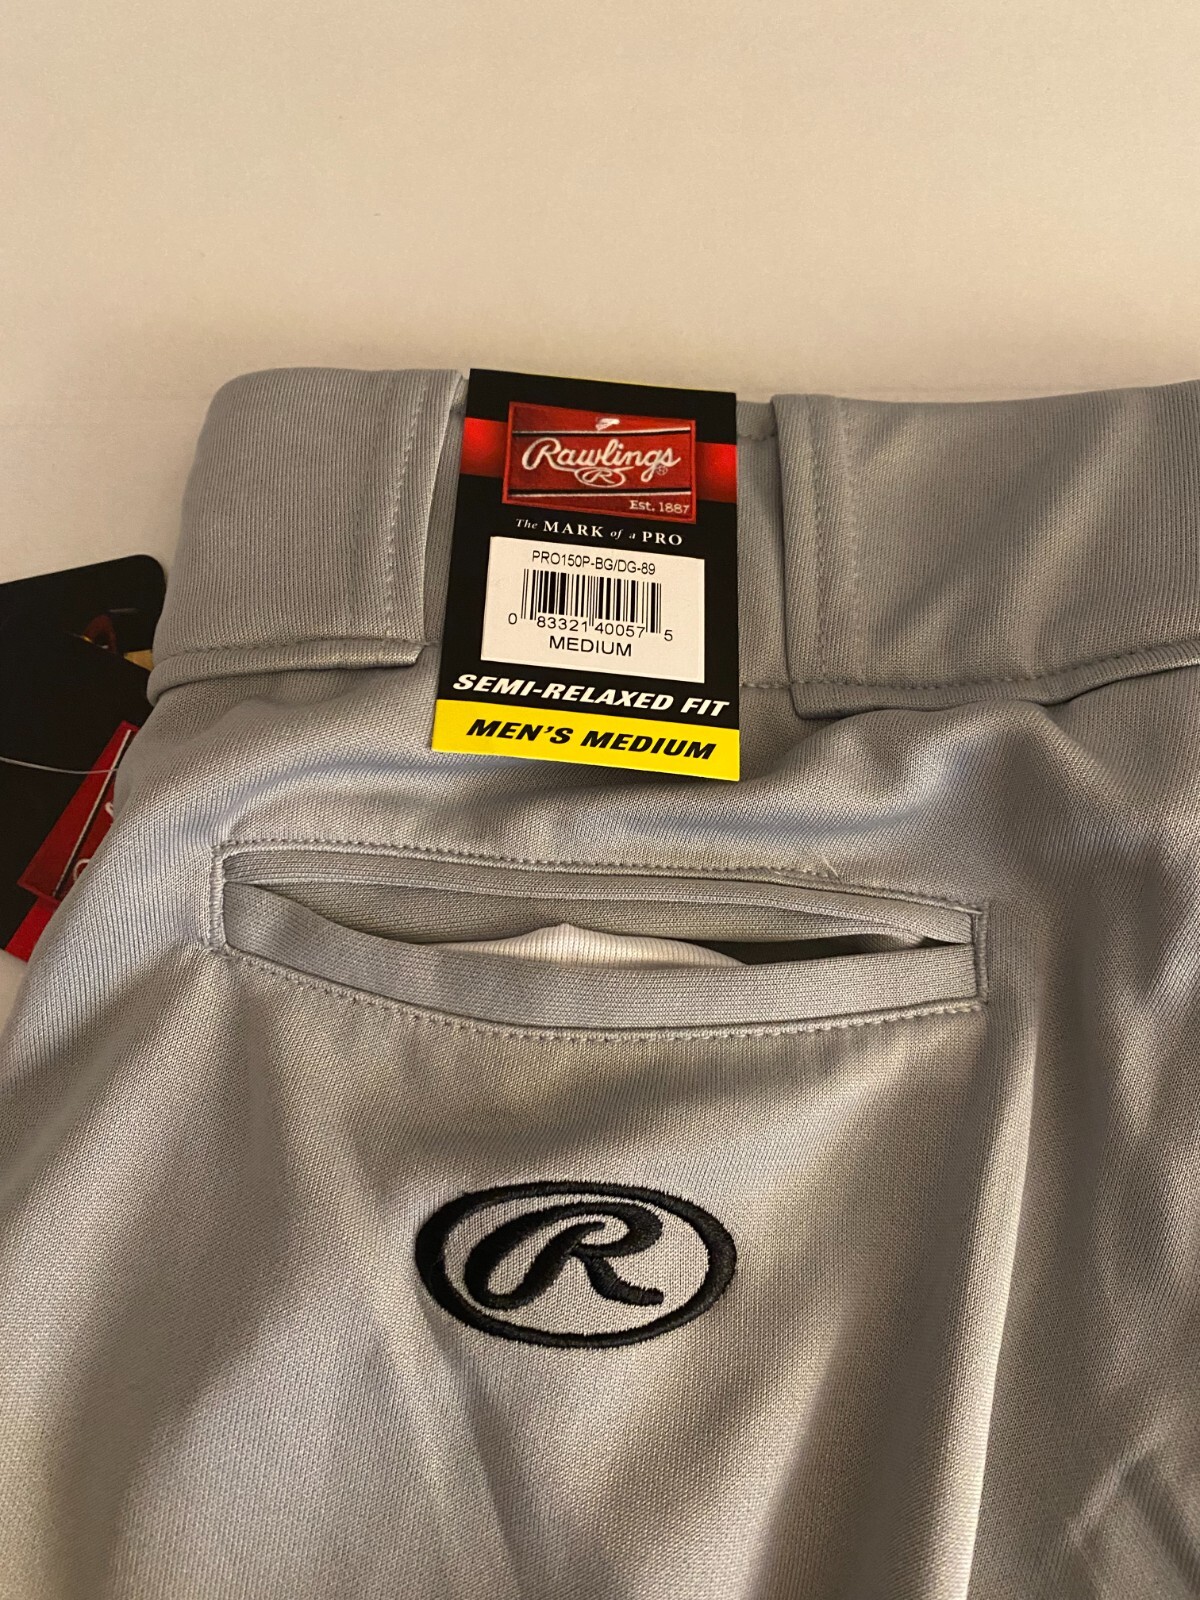 Rawlings®
R
Est. 1887
The MARK of a PRO
PRO150P-BG/DG-89
0 83321 40057 5
MEDIUM
SEMI-RELAXED FIT
MEN'S MEDIUM
R